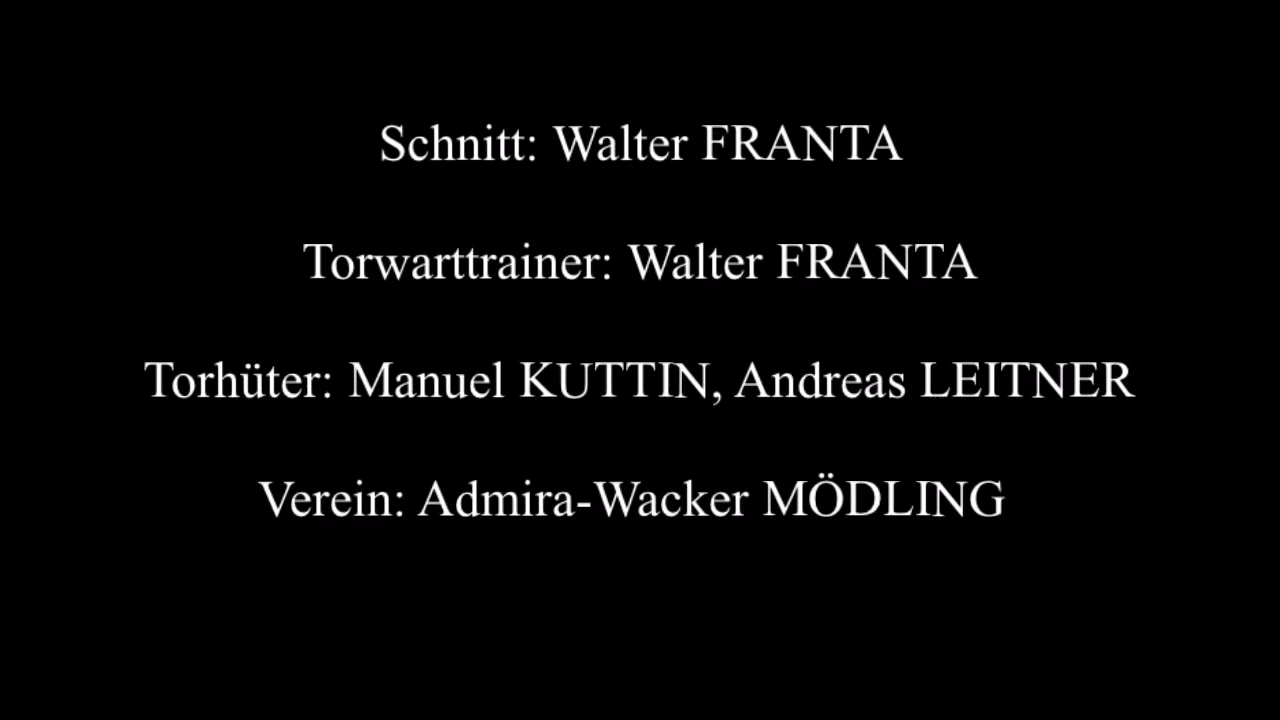 Schnitt: Walter FRANTA
Torwarttrainer: Walter FRANTA
Torhüter: Manuel KUTTIN, Andreas LEITNER
Verein: Admira-Wacker MÖDLING